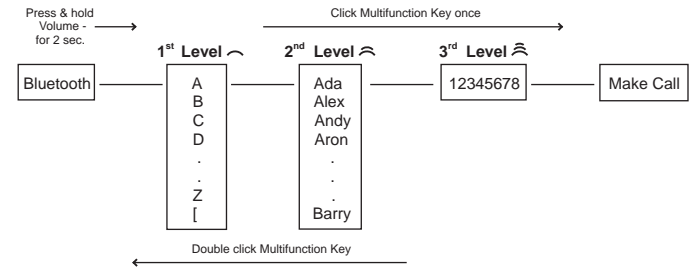 Press & hold
Volume -
for 2 sec.
Click Multifunction Key once
1st Level
2nd Level
3rd Level
Bluetooth
A
B
C
D
.
.
Z
[
Ada
Alex
Andy
Aron
.
.
.
Barry
12345678
Make Call
Double click Multifunction Key